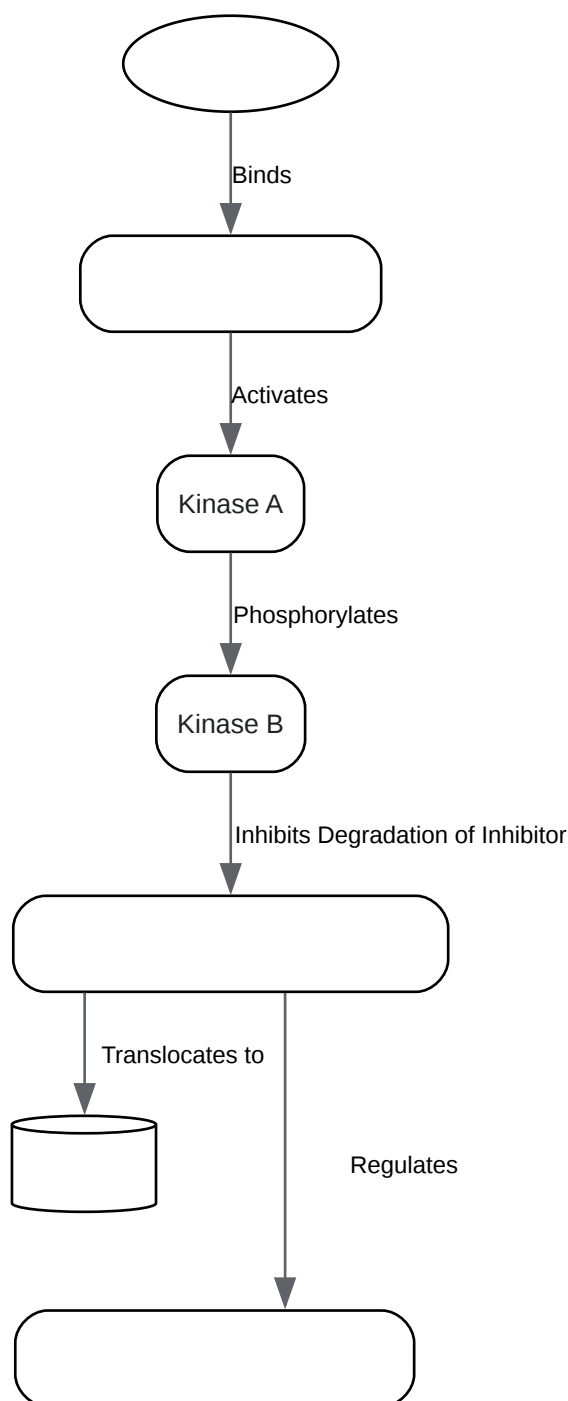 Binds
Activates
Kinase A
Phosphorylates
Kinase B
Inhibits Degradation of Inhibitor
Translocates to
Regulates